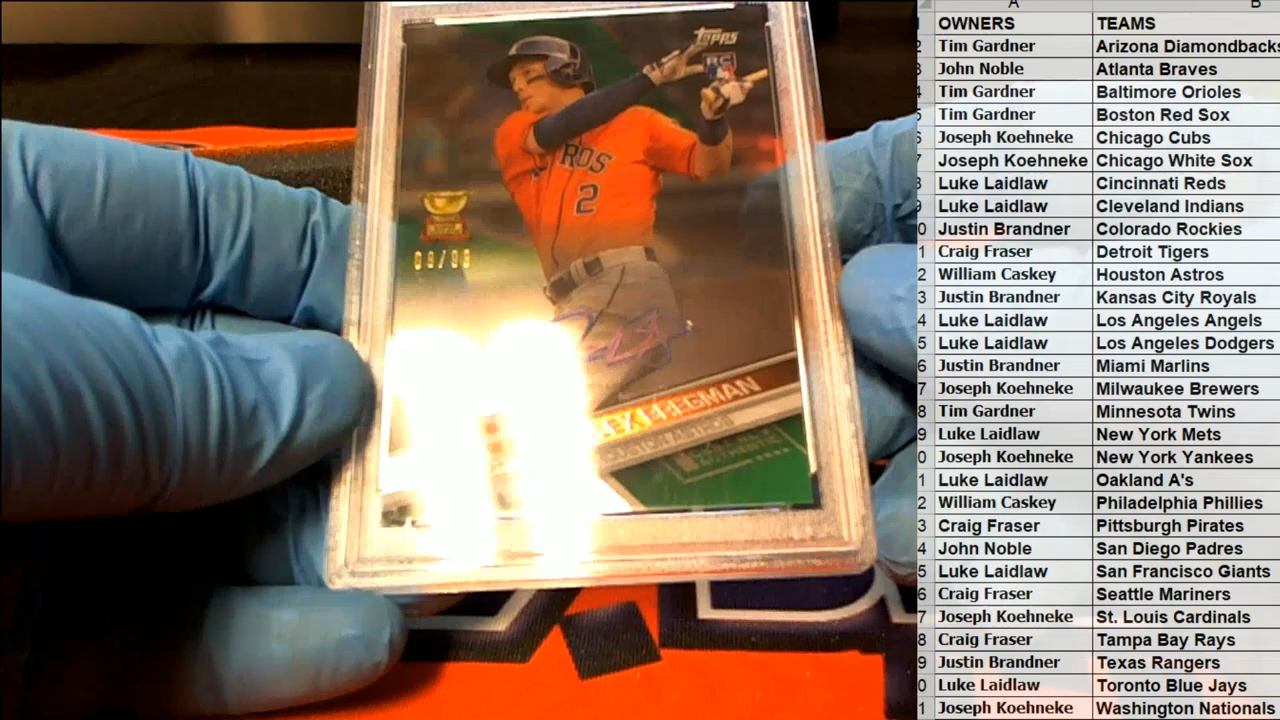 TOPPS
RC
ROS
2
EX BREGMAN
A
B
OWNERS TEAMS
Tim Gardner Arizona Diamondbacks
John Noble Atlanta Braves
Tim Gardner Baltimore Orioles
Tim Gardner Boston Red Sox
Joseph Koehneke Chicago Cubs
Joseph Koehneke Chicago White Sox
Luke Laidlaw Cincinnati Reds
Luke Laidlaw Cleveland Indians
Justin Brandner Colorado Rockies
Craig Fraser Detroit Tigers
William Caskey Houston Astros
Justin Brandner Kansas City Royals
Luke Laidlaw Los Angeles Angels
Luke Laidlaw Los Angeles Dodgers
Justin Brandner Miami Marlins
Joseph Koehneke Milwaukee Brewers
Tim Gardner Minnesota Twins
Luke Laidlaw New York Mets
Joseph Koehneke New York Yankees
Luke Laidlaw Oakland A's
William Caskey Philadelphia Phillies
Craig Fraser Pittsburgh Pirates
John Noble San Diego Padres
Luke Laidlaw San Francisco Giants
Craig Fraser Seattle Mariners
Joseph Koehneke St. Louis Cardinals
Craig Fraser Tampa Bay Rays
Justin Brandner Texas Rangers
Luke Laidlaw Toronto Blue Jays
Joseph Koehneke Washington Nationals